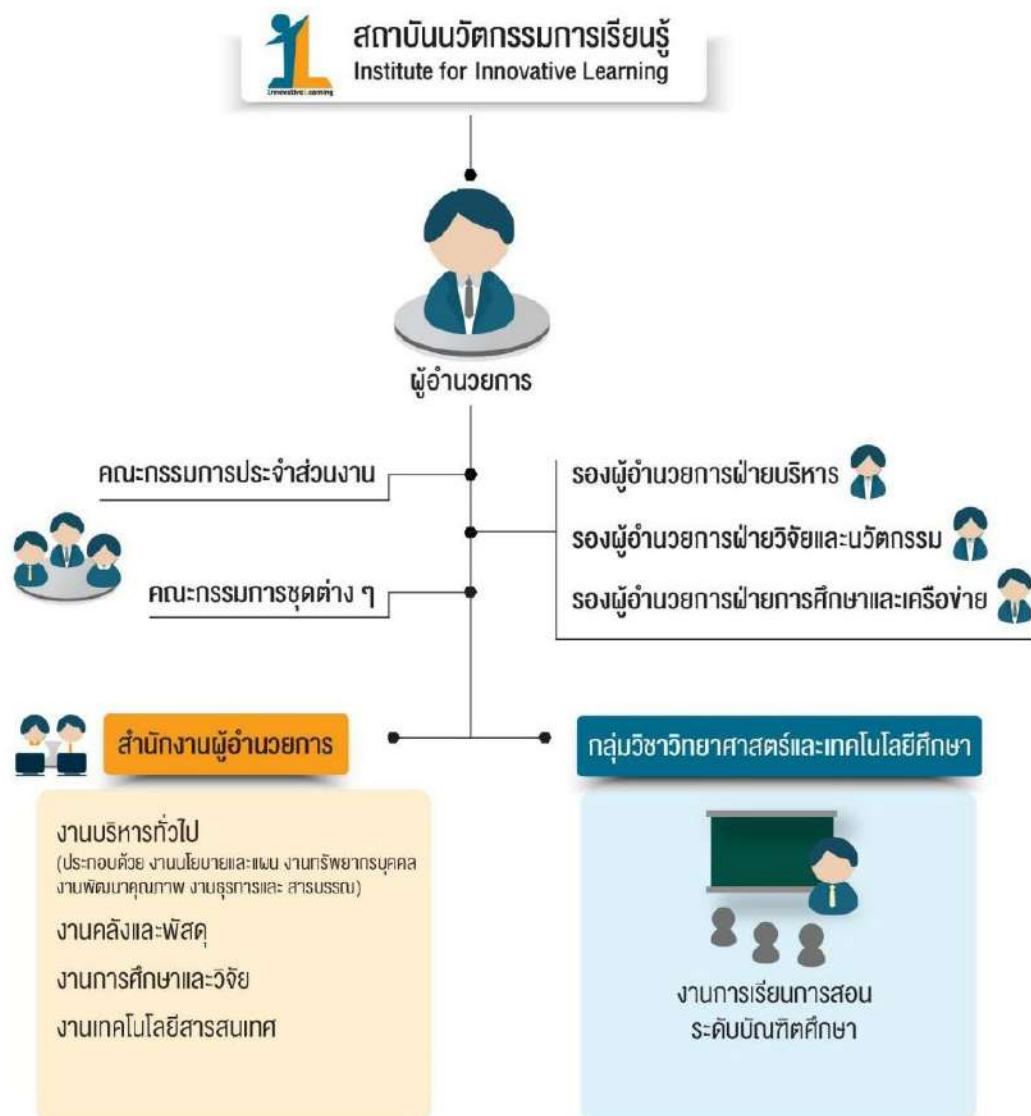 สถาบันนวัตกรรมการเรียนรู้
Institute for Innovative Learning
Innovative Learning
ผู้อำนวยการ
คณะกรรมการประจำส่วนงาน
คณะกรรมการชุดต่าง ๆ
รองผู้อำนวยการฝ่ายบริหาร
รองผู้อำนวยการฝ่ายวิจัยและนวัตกรรม
รองผู้อำนวยการฝ่ายการศึกษาและเครือข่าย
สำนักงานผู้อำนวยการ
งานบริหารทั่วไป
(ประกอบด้วย งานนโยบายและแผน งานทรัพยากรบุคคล
งานพัฒนาคุณภาพ งานธุรการและ สารบรรณ)
งานคลังและพัสดุ
งานการศึกษาและวิจัย
งานเทคโนโลยีสารสนเทศ
กลุ่มวิชาวิทยาศาสตร์และเทคโนโลยีศึกษา
งานการเรียนการสอน
ระดับบัณฑิตศึกษา